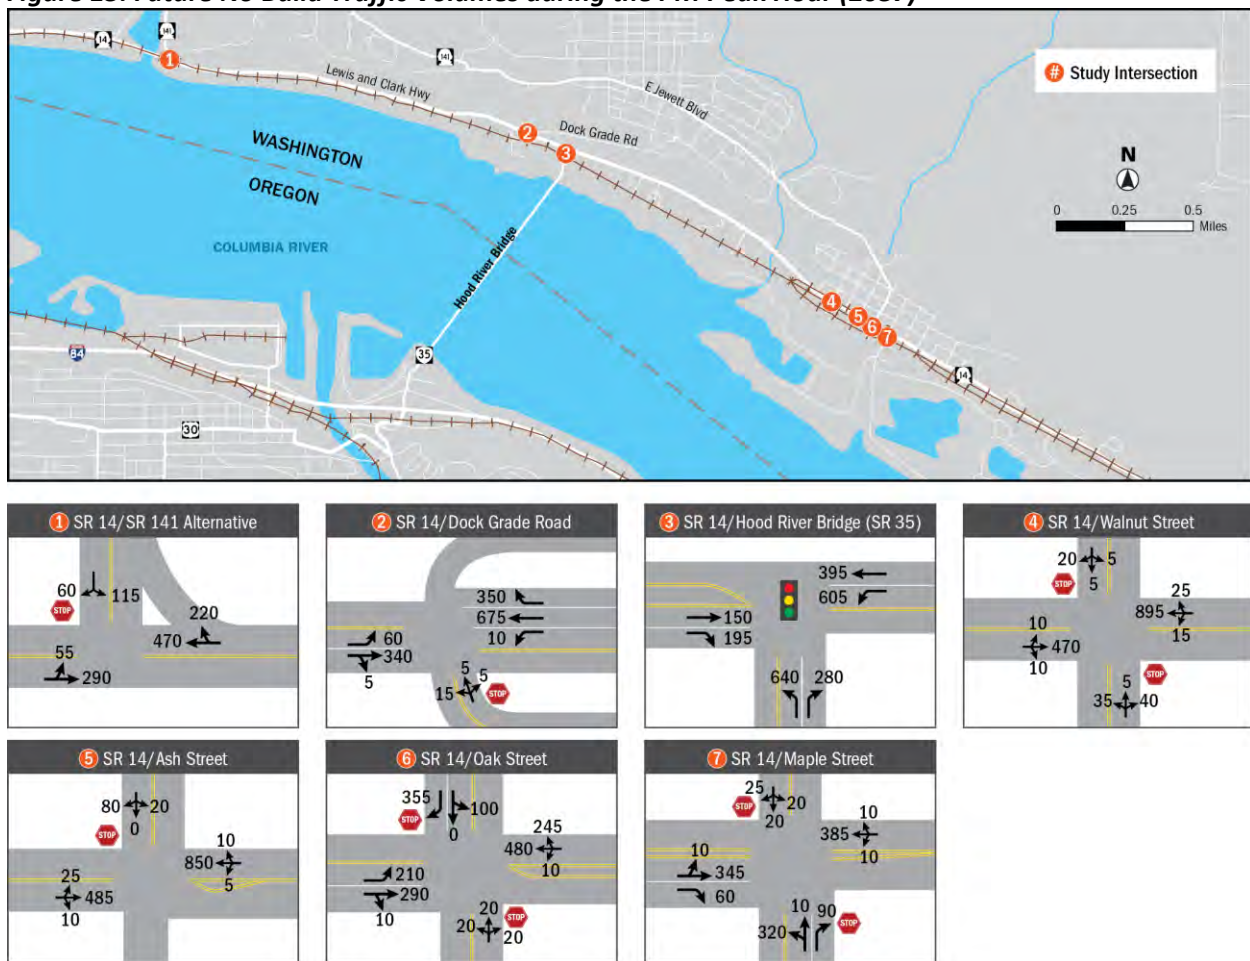 14
141
1
Lewis and Clark Hwy
141
E Jewett Blvd
# Study Intersection
2
Dock Grade Rd
3
WASHINGTON
OREGON
N
0 0.25 0.5
Miles
COLUMBIA RIVER
Hood River Bridge
4
5
6
7
84
35
14
30
1 SR 14/SR 141 Alternative
60
STOP
115
220
470
55
290
2 SR 14/Dock Grade Road
350
675
10
60
340
5
5
5
15
STOP
3 SR 14/Hood River Bridge (SR 35)
395
605
150
195
640
280
4 SR 14/Walnut Street
20
5
STOP
5
25
895
15
10
470
10
STOP
5
35
40
5 SR 14/Ash Street
80
20
STOP
0
10
850
5
25
485
10
6 SR 14/Oak Street
355
100
STOP
0
245
480
10
210
290
10
20
STOP
20
20
7 SR 14/Maple Street
25
20
STOP
20
10
385
10
10
345
60
10
90
STOP
320